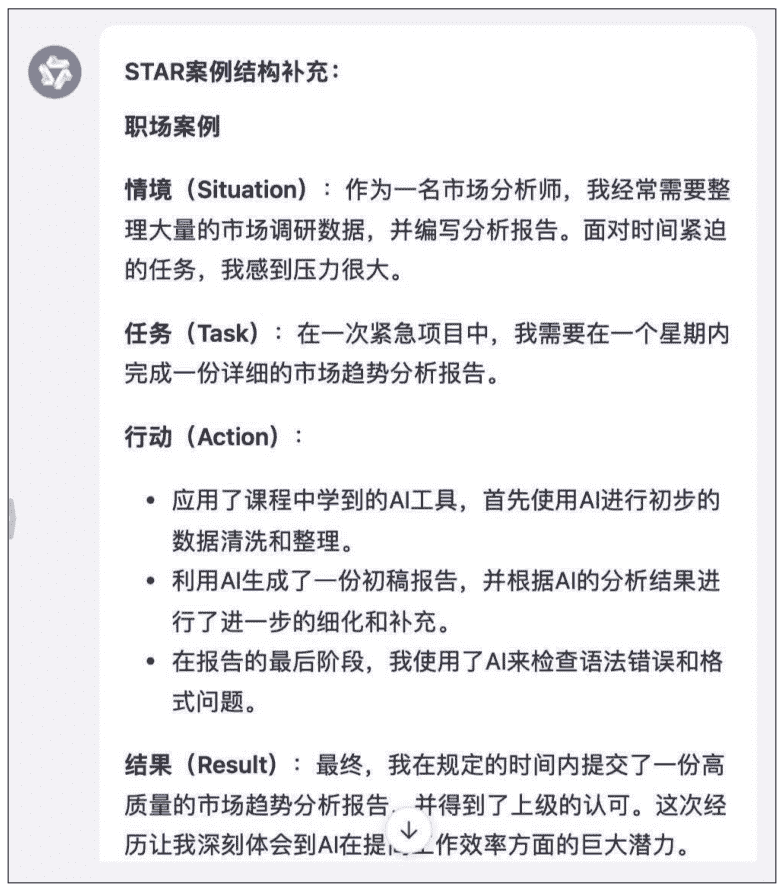 STAR案例结构补充：
职场案例
情境（Situation）：作为一名市场分析师，我经常需要整
理大量的市场调研数据，并编写分析报告。面对时间紧迫
的任务，我感到压力很大。
任务（Task）：在一次紧急项目中，我需要在一个星期内
完成一份详细的市场趋势分析报告。
行动（Action）：
• 应用了课程中学到的AI工具，首先使用AI进行初步的
数据清洗和整理。
• 利用AI生成了一份初稿报告，并根据AI的分析结果进
行了进一步的细化和补充。
• 在报告的最后阶段，我使用了AI来检查语法错误和格
式问题。
结果（Result）：最终，我在规定的时间内提交了一份高
质量的市场趋势分析报告，并得到了上级的认可。这次经
历让我深刻体会到AI在提工作效率方面的巨大潜力。